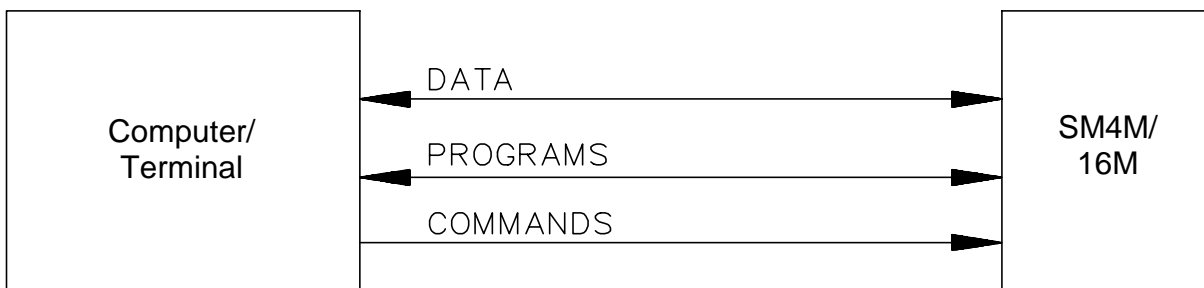 Computer/
Terminal
DATA
PROGRAMS
COMMANDS
SM4M/
16M